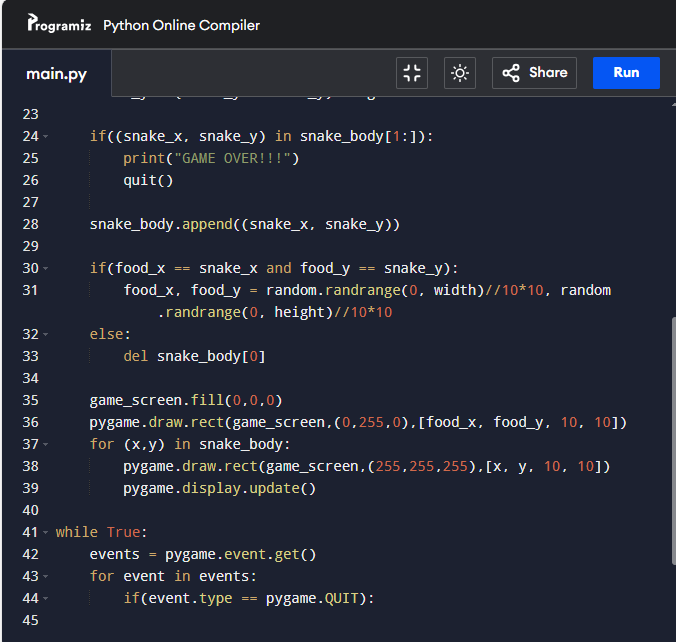 Programiz Python Online Compiler
main.py Share Run
23
24 if((snake_x, snake_y) in snake_body[1:]):
25 print("GAME OVER!!!")
26 quit()
27
28 snake_body.append((snake_x, snake_y))
29
30 if(food_x == snake_x and food_y == snake_y):
31 food_x, food_y = random.randrange(0, width)//10*10, random
.randrange(0, height)//10*10
32 else:
33 del snake_body[0]
34
35 game_screen.fill(0,0,0)
36 pygame.draw.rect(game_screen,(0,255,0),[food_x, food_y, 10, 10])
37 for (x,y) in snake_body:
38 pygame.draw.rect(game_screen,(255,255,255),[x, y, 10, 10])
39 pygame.display.update()
40
41 while True:
42 events = pygame.event.get()
43 for event in events:
44 if(event.type == pygame.QUIT):
45